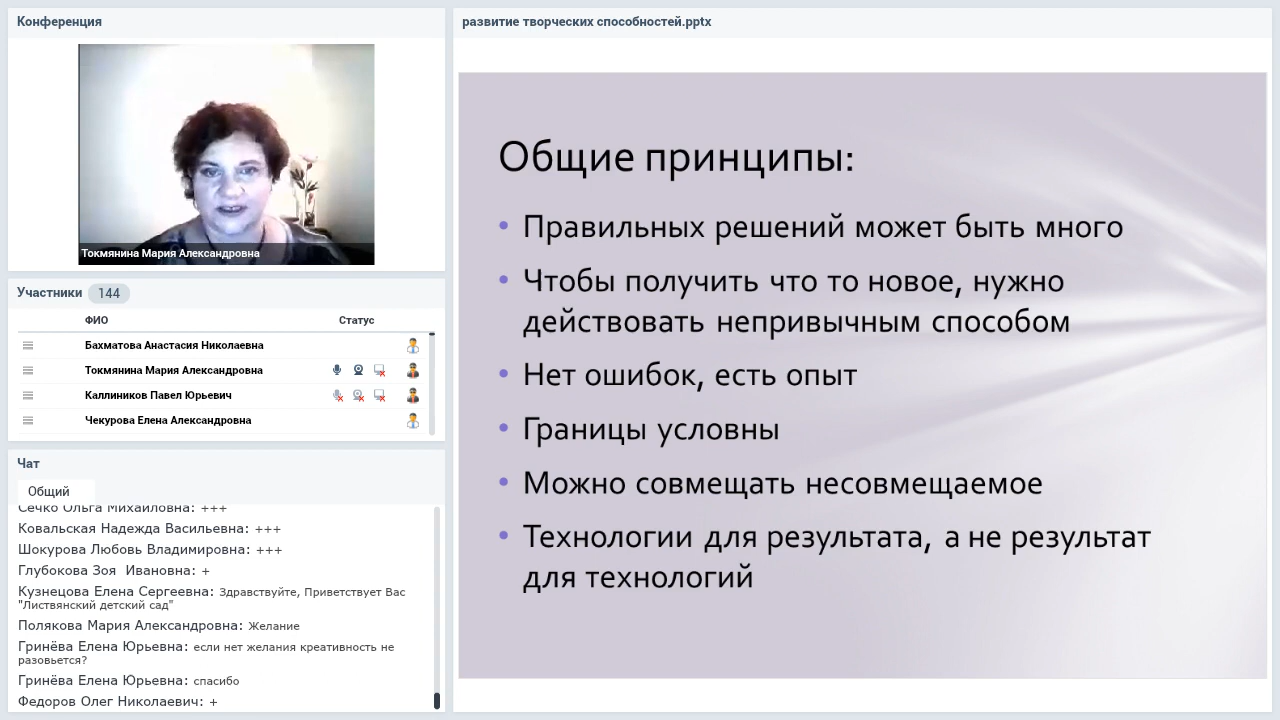 Конференция
Токмянина Мария Александровна
Участники 144
ФИО Статус
Бахматова Анастасия Николаевна
Токмянина Мария Александровна
Каллиников Павел Юрьевич
Чекурова Елена Александровна
Чат
Общий
Сечко Ольга Михайловна: +++
Ковальская Надежда Васильевна: +++
Шокурова Любовь Владимировна: +++
Глубокова Зоя Ивановна: +
Кузнецова Елена Сергеевна: Здравствуйте, Приветствует Вас
"Листвянский детский сад"
Полякова Мария Александровна: Желание
Гринёва Елена Юрьевна: если нет желания креативность не
разовьется?
Гринёва Елена Юрьевна: спасибо
Федоров Олег Николаевич: +
развитие творческих способностей.pptx
Общие принципы:
• Правильных решений может быть много
• Чтобы получить что то новое, нужно
действовать непривычным способом
• Нет ошибок, есть опыт
• Границы условны
• Можно совмещать несовмещаемое
• Технологии для результата, а не результат
для технологий